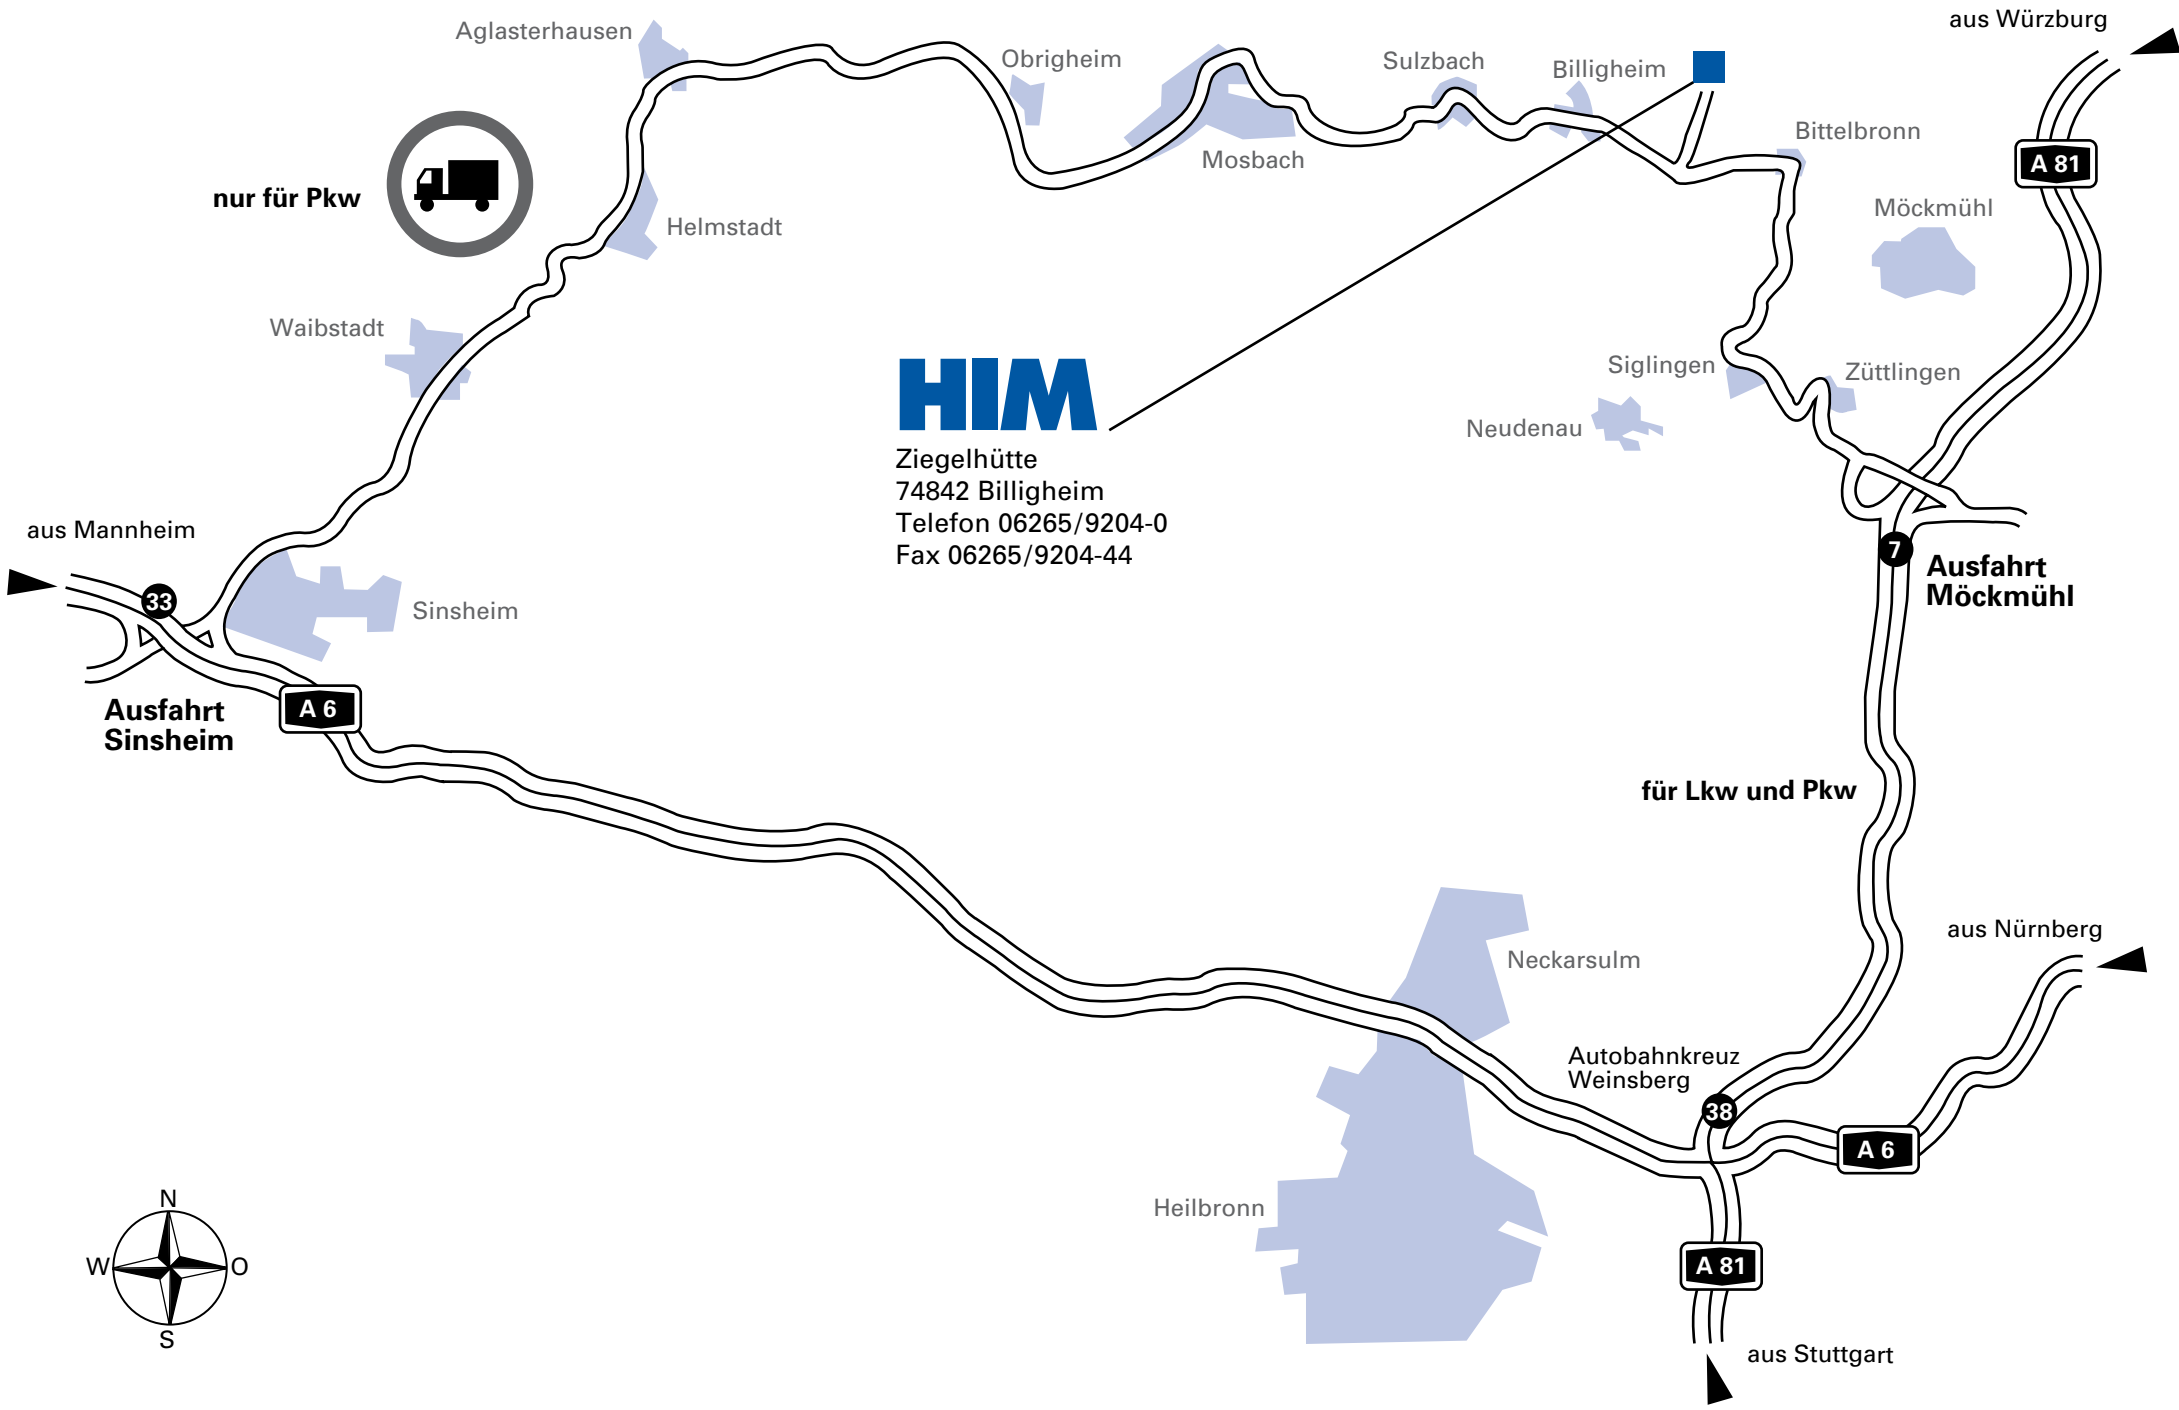 aus Würzburg
Aglasterhausen
Obrigheim
Sulzbach
Billigheim
Bittelbronn
Mosbach
A 81
nur für Pkw
Helmstadt
Möckmühl
Waibstadt
Siglingen
Züttlingen
Neudenau
HIM
Ziegelhütte
74842 Billigheim
Telefon 06265/9204-0
Fax 06265/9204-44
aus Mannheim
33
Sinsheim
7
Ausfahrt
Möckmühl
Ausfahrt
Sinsheim
A 6
für Lkw und Pkw
aus Nürnberg
Neckarsulm
Autobahnkreuz
Weinsberg
38
A 6
Heilbronn
N
W
O
S
A 81
aus Stuttgart